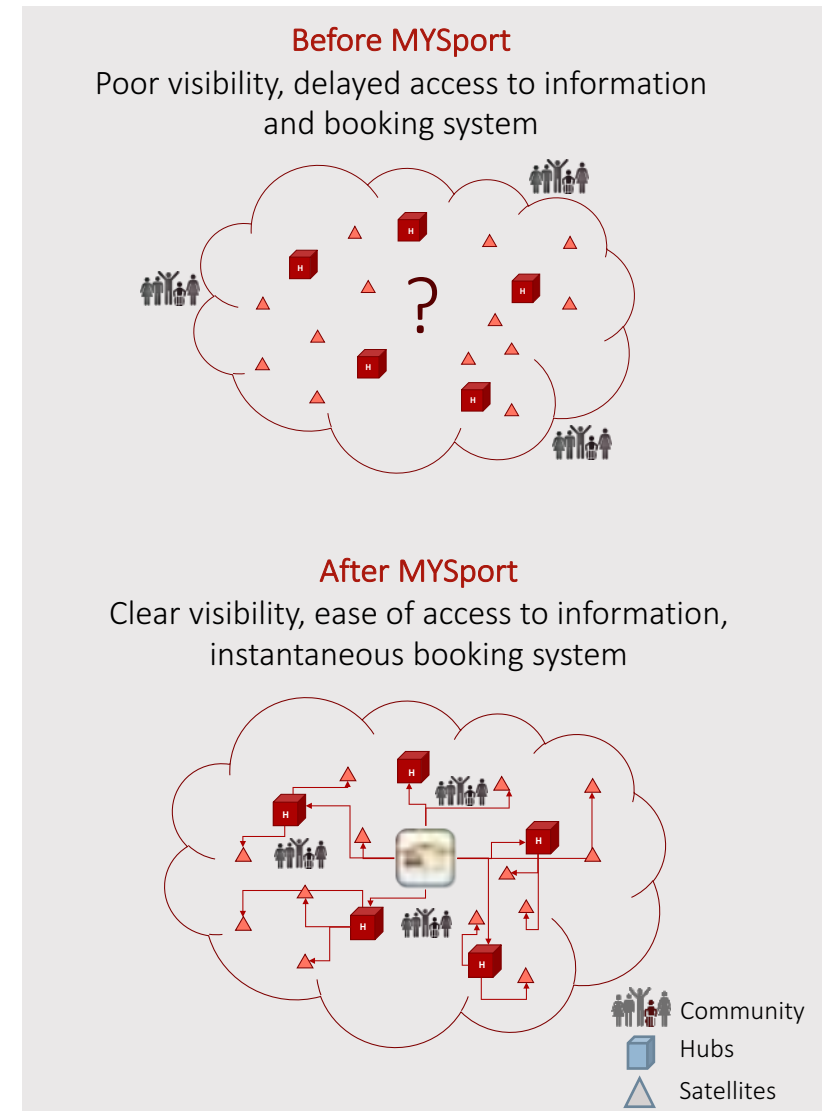 Before MYSport
Poor visibility, delayed access to information
and booking system
H
H
H
?
H
H
After MYSport
Clear visibility, ease of access to information,
instantaneous booking system
H
H
H
H
H
Community
Hubs
Satellites